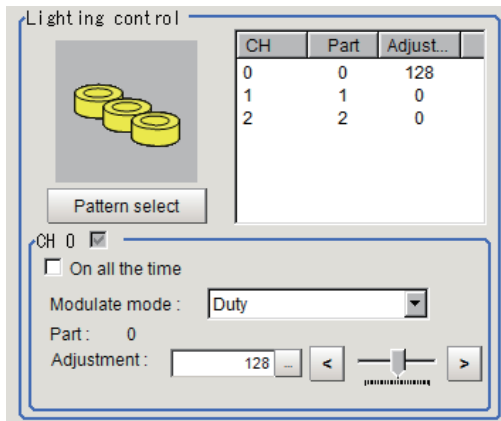 Lighting control
CH Part Adjust...
0 0 128
1 1 0
2 2 0
Pattern select
CH 0
On all the time
Modulate mode : Duty
Part : 0
Adjustment : 128 ... < >